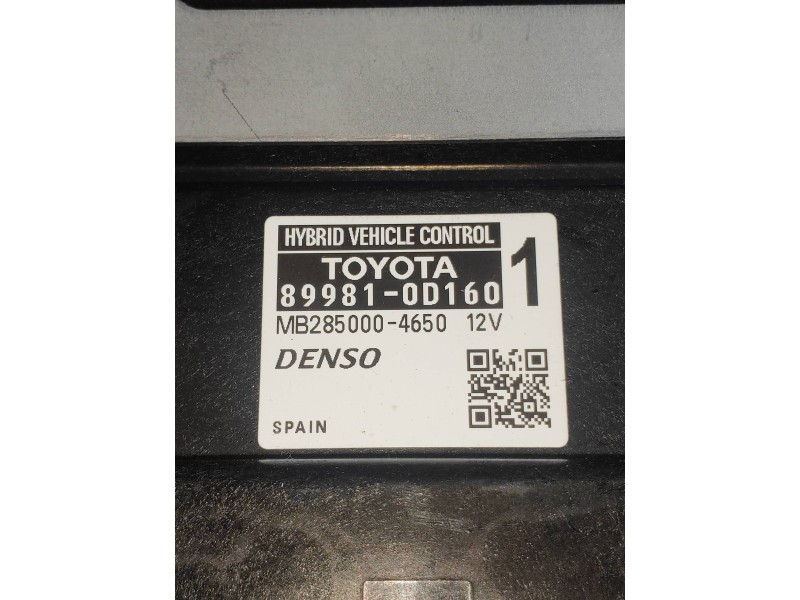 HYBRID VEHICLE CONTROL
TOYOTA
1
89981-0D160
MB285000-4650 12V
DENSO
SPAIN